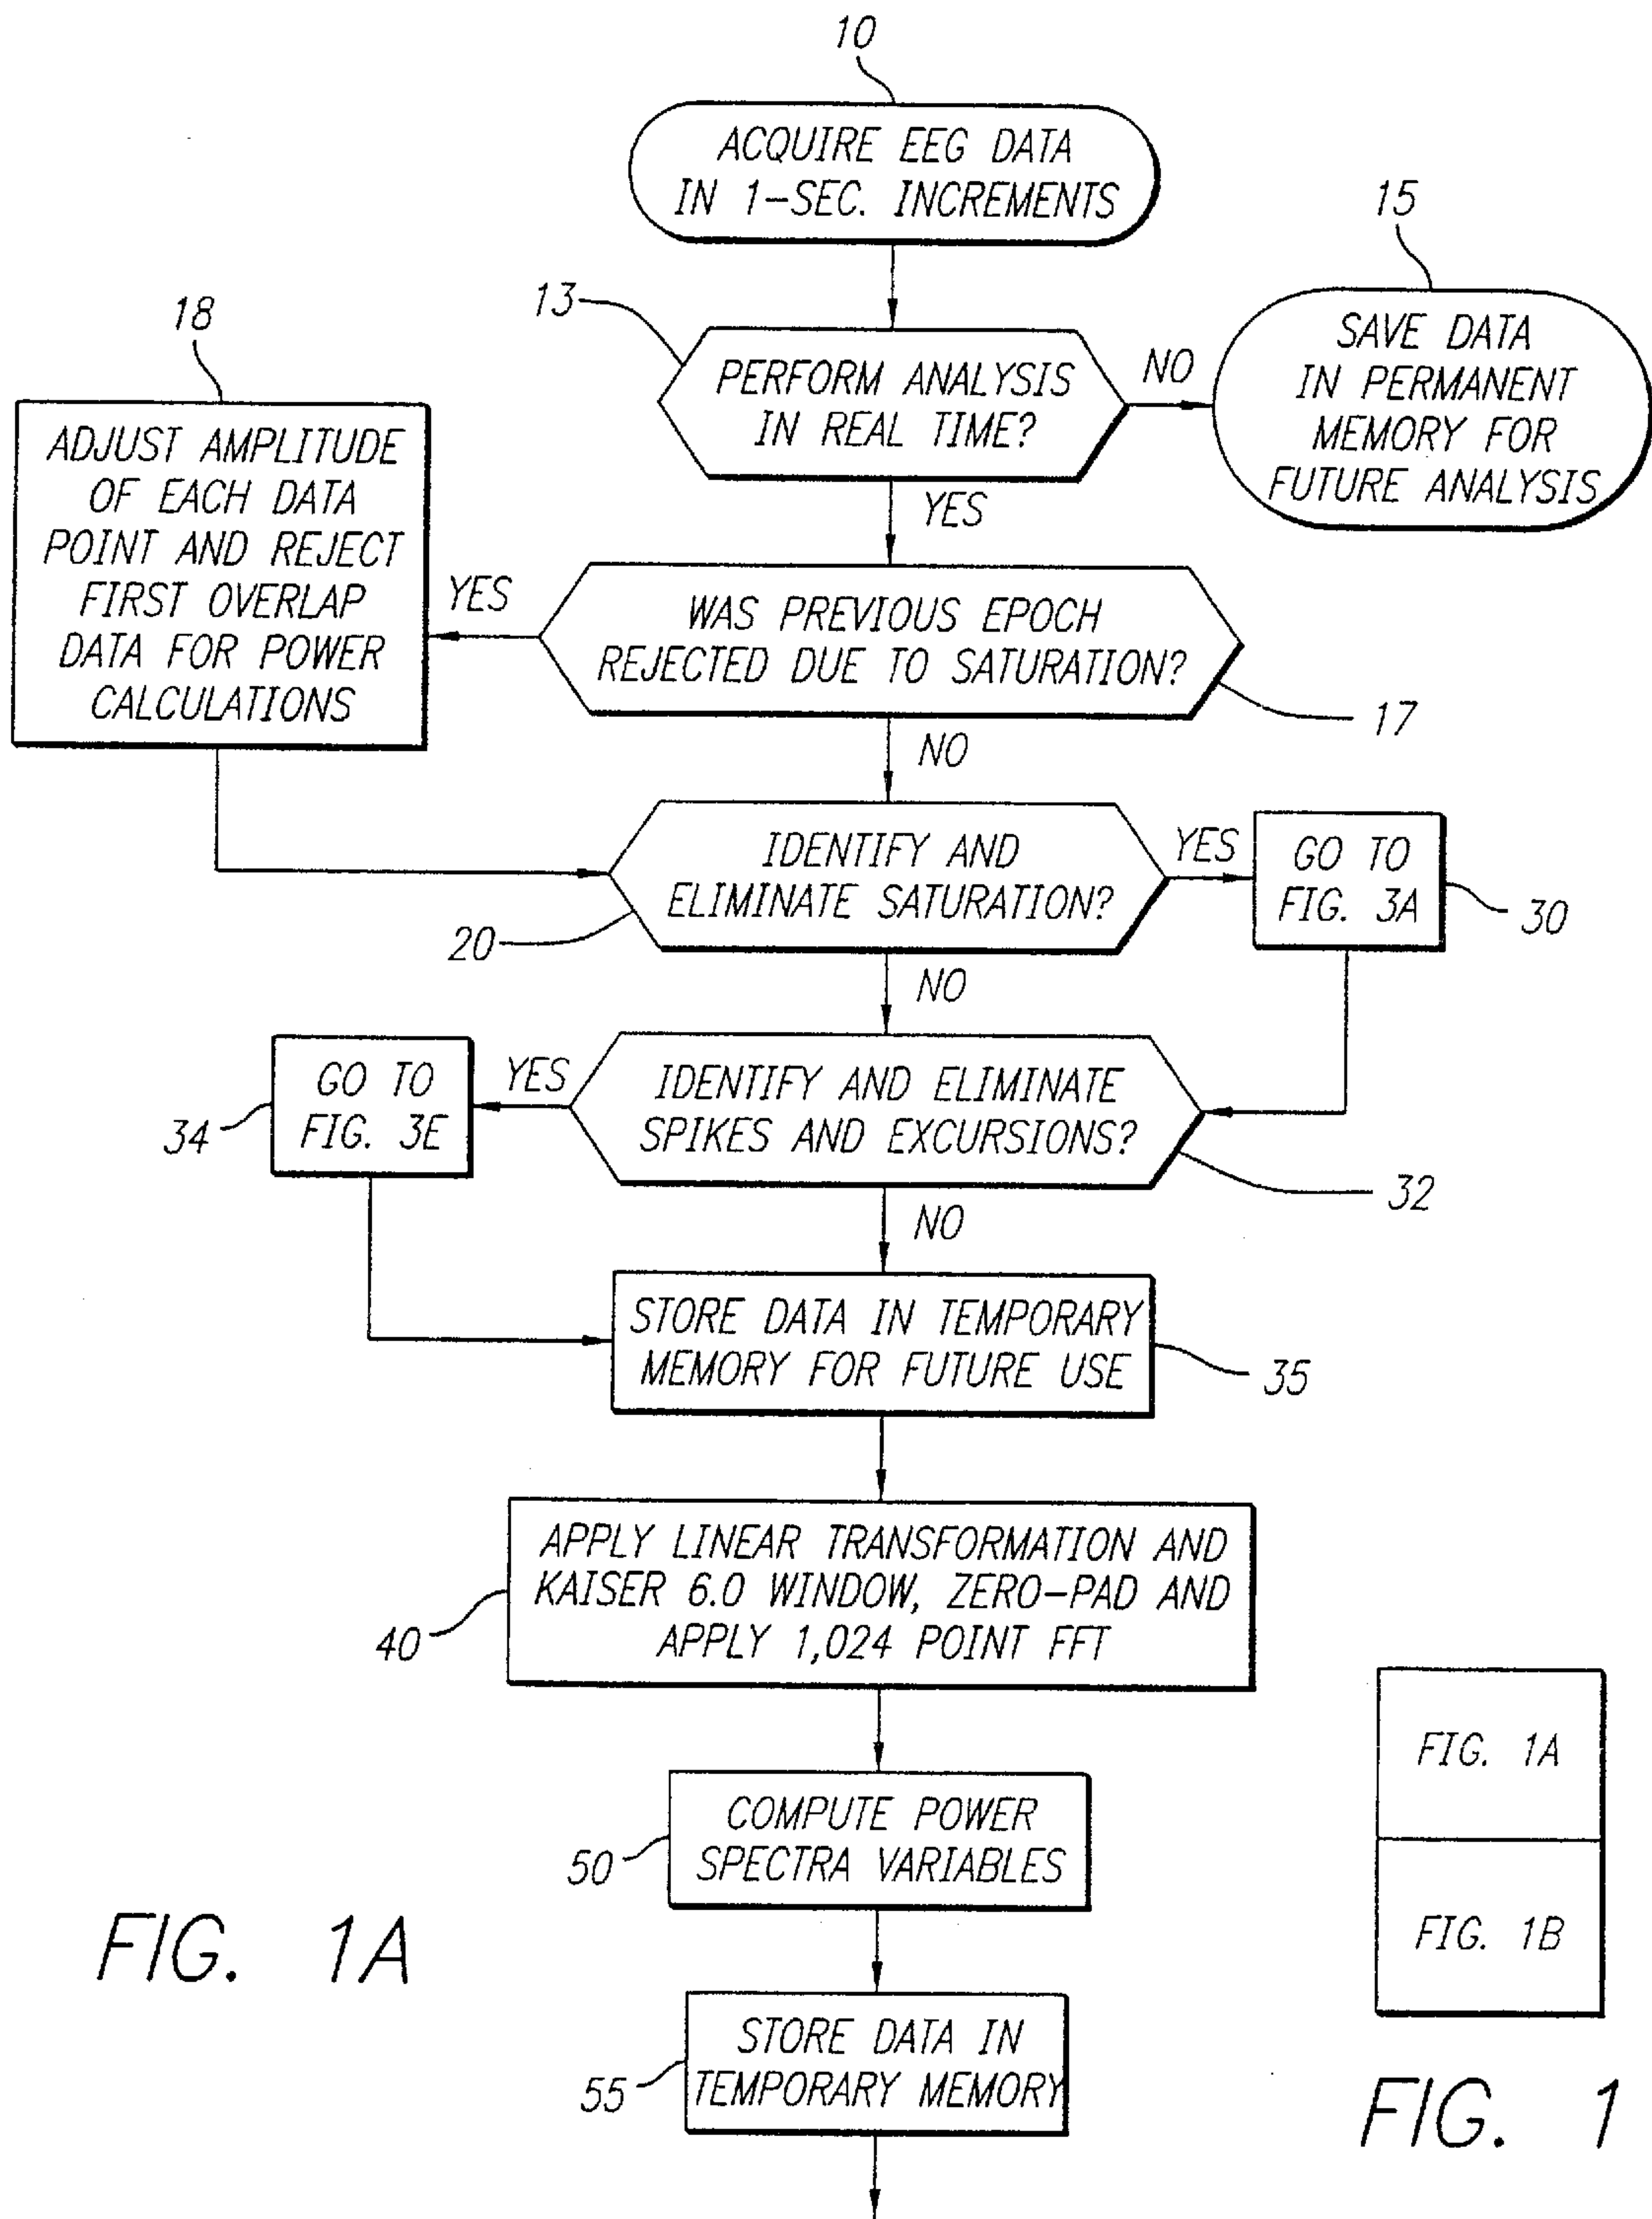 10
ACQUIRE EEG DATA
IN 1-SEC. INCREMENTS
13
PERFORM ANALYSIS
IN REAL TIME?
NO
15
SAVE DATA
IN PERMANENT
MEMORY FOR
FUTURE ANALYSIS
YES
18
ADJUST AMPLITUDE
OF EACH DATA
POINT AND REJECT
FIRST OVERLAP
DATA FOR POWER
CALCULATIONS
YES
WAS PREVIOUS EPOCH
REJECTED DUE TO SATURATION?
17
NO
IDENTIFY AND
ELIMINATE SATURATION?
20
YES
GO TO
FIG. 3A
30
NO
34
GO TO
FIG. 3E
YES
IDENTIFY AND ELIMINATE
SPIKES AND EXCURSIONS?
32
NO
STORE DATA IN TEMPORARY
MEMORY FOR FUTURE USE
35
APPLY LINEAR TRANSFORMATION AND
KAISER 6.0 WINDOW, ZERO-PAD AND
APPLY 1,024 POINT FFT
40
COMPUTE POWER
SPECTRA VARIABLES
50
STORE DATA IN
TEMPORARY MEMORY
55
FIG. 1A
FIG. 1A
FIG. 1B
FIG. 1